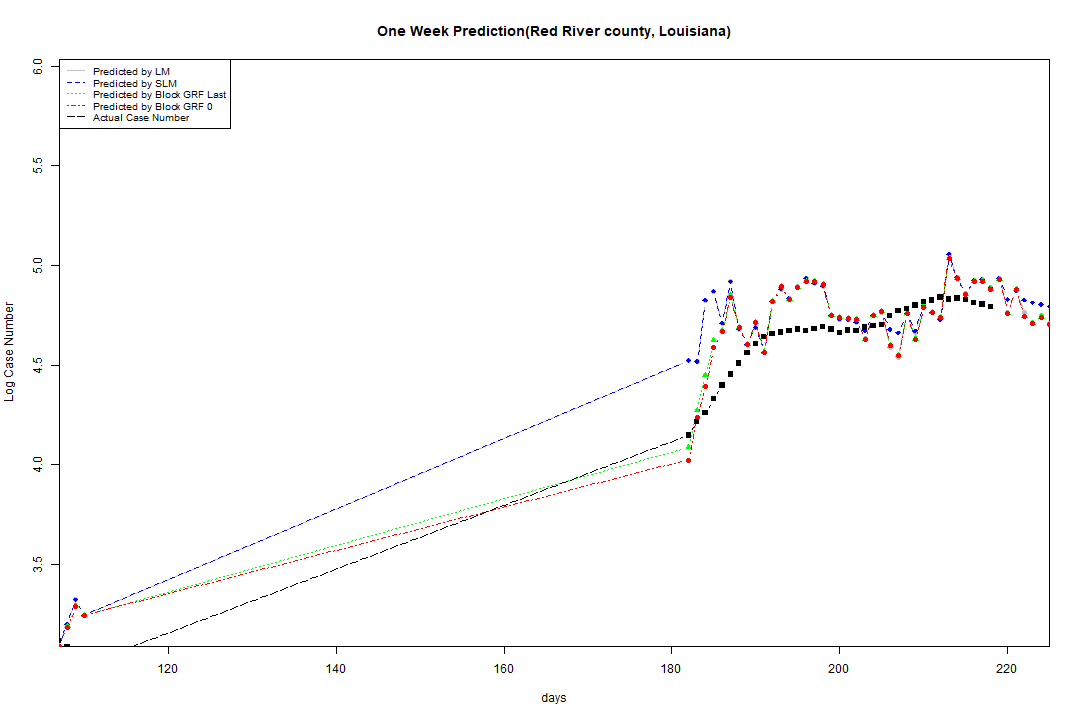 One Week Prediction(Red River county, Louisiana)
Predicted by LM
Predicted by SLM
Predicted by Block GRF Last
Predicted by Block GRF 0
Actual Case Number
6.0
5.5
5.0
4.5
4.0
3.5
Log Case Number
120 140 160 180 200 220
days